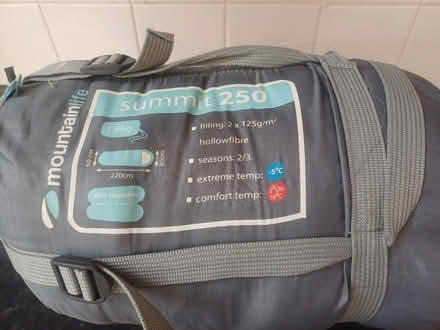 mountainlife
summit 250
filling: 2 x 125g/m²
hollowfibre
seasons: 2/3
extreme temp: -5°C
comfort temp:
220cm